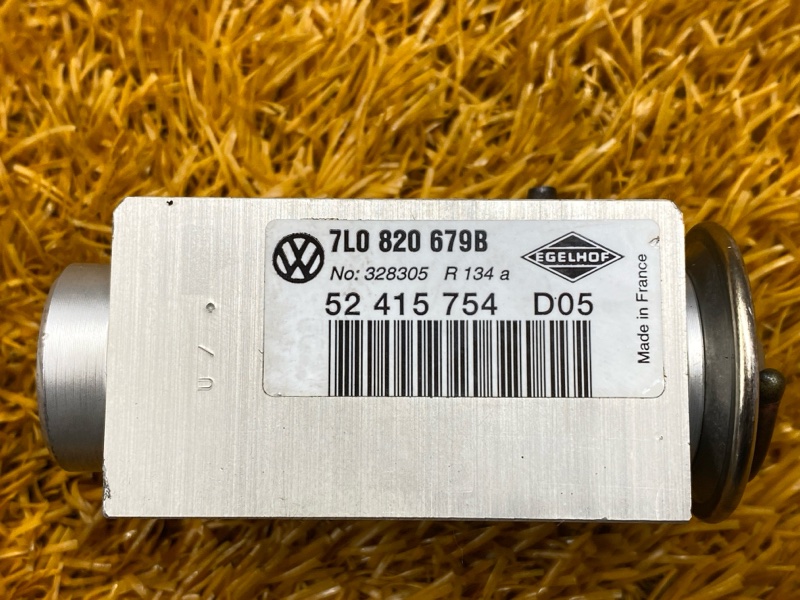 7L0 820 679B
EGELHOF
No: 328305 R 134 a
52 415 754 D05
Made in France